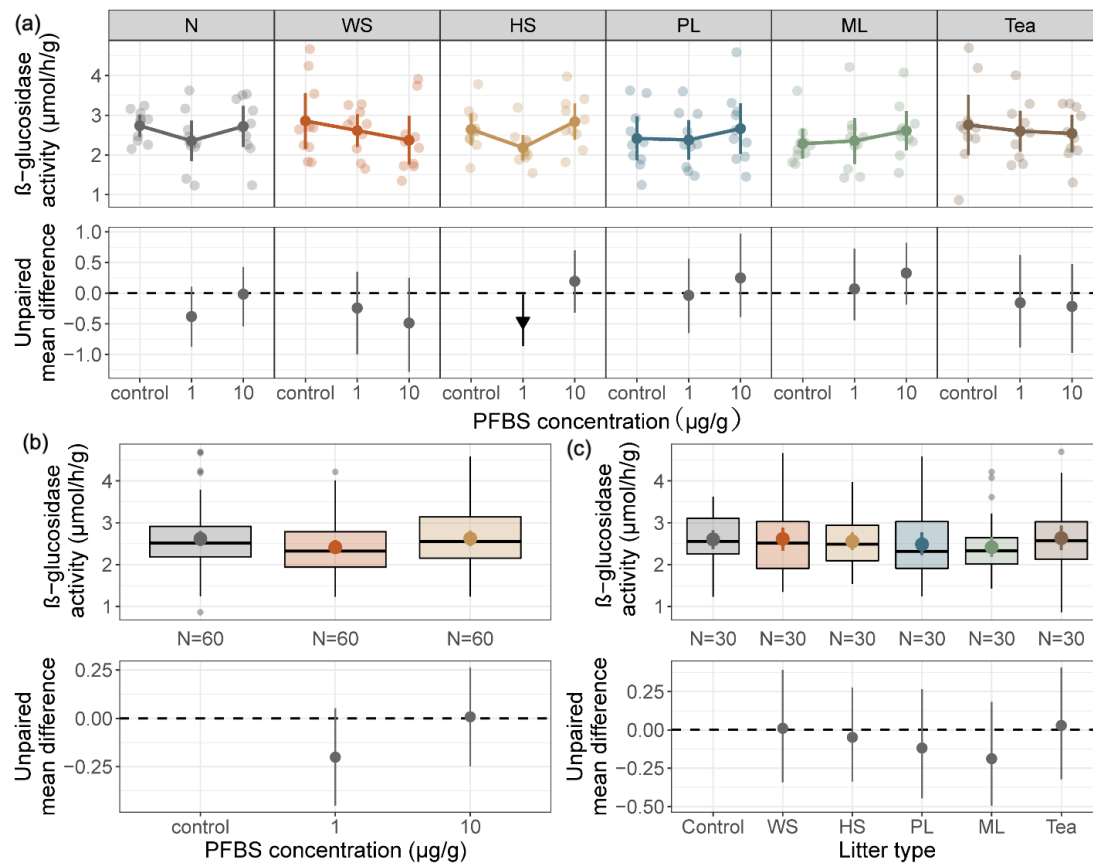 (a)
N WS HS PL ML Tea
ß−glucosidase
activity (µmol/h/g)
4
3
2
1
Unpaired
mean difference
1.0
0.5
0.0
−0.5
−1.0
control 1 10 control 1 10 control 1 10 control 1 10 control 1 10 control 1 10
PFBS concentration (µg/g)
(b)
ß−glucosidase
activity (µmol/h/g)
4
3
2
1
N=60 N=60 N=60
Unpaired
mean difference
0.25
0.00
−0.25
control 1 10
PFBS concentration (µg/g)
(c)
ß−glucosidase
activity (µmol/h/g)
4
3
2
1
N=30 N=30 N=30 N=30 N=30 N=30
Unpaired
mean difference
0.25
0.00
−0.25
−0.50
Control WS HS PL ML Tea
Litter type